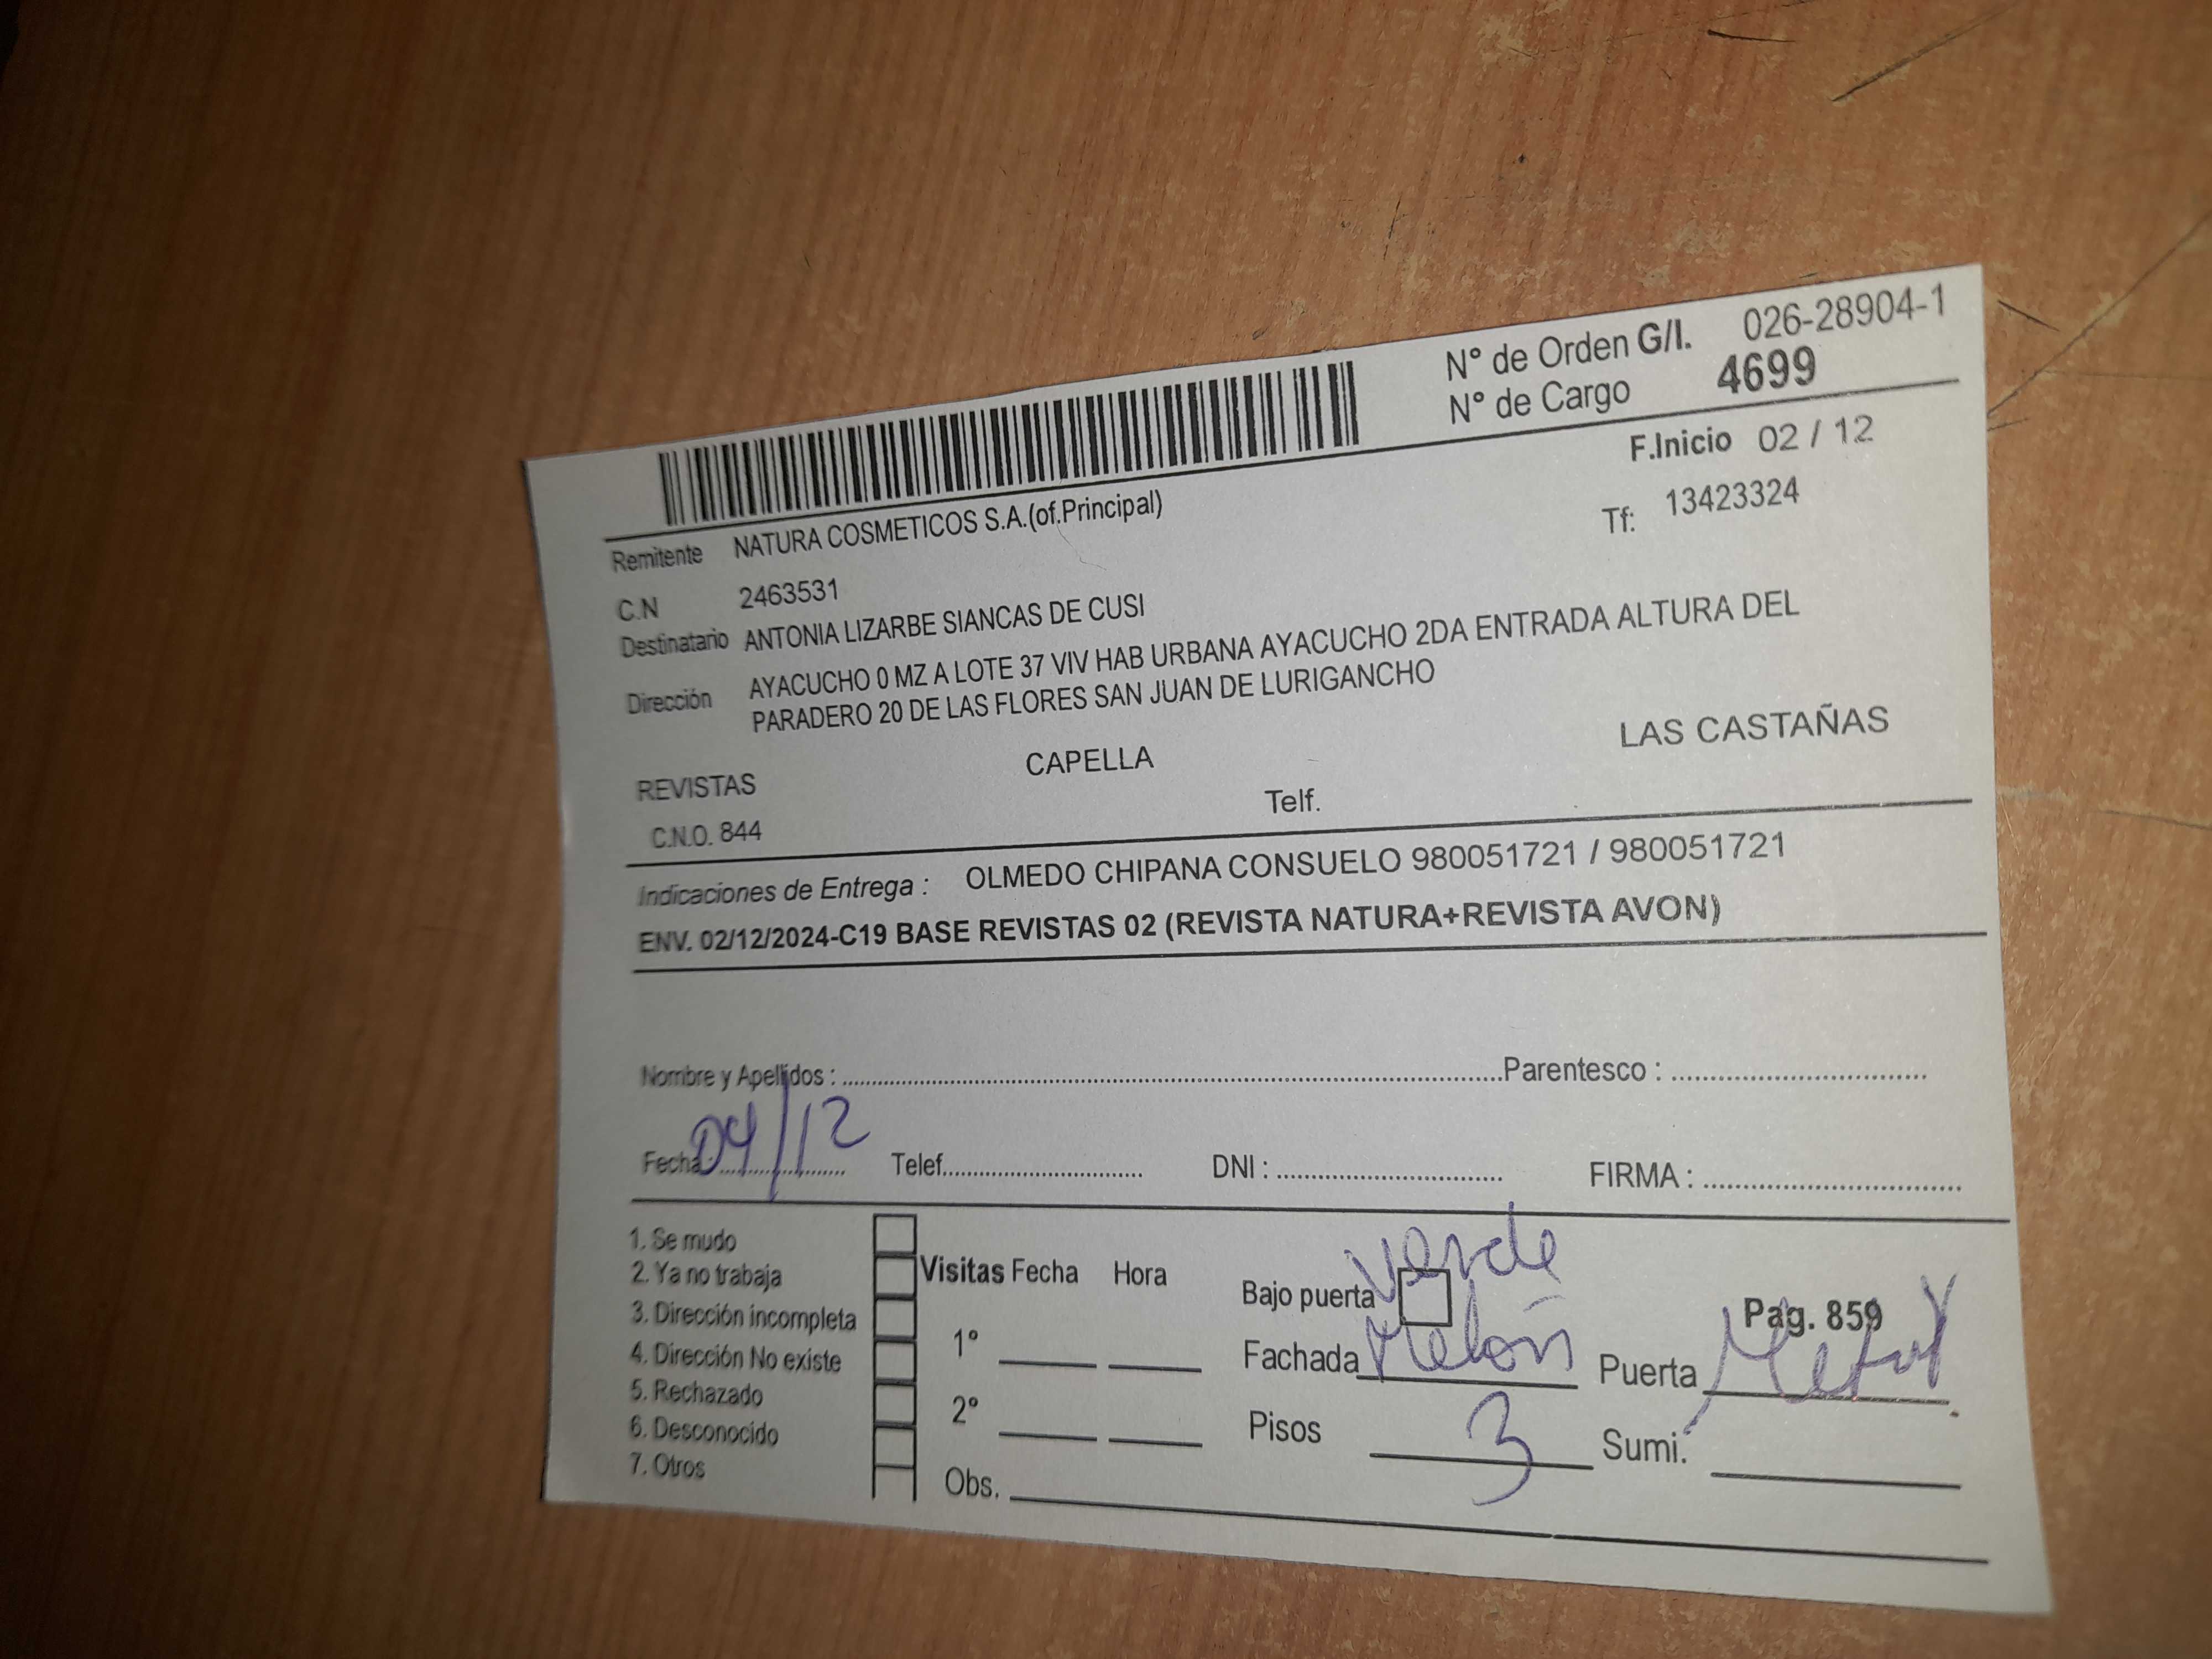 N° de Orden G/I. 026-28904-1
N° de Cargo 4699
F.Inicio 02 / 12
Remitente NATURA COSMETICOS S.A.(of.Principal)
Tf: 13423324
C.N 2463531
Destinatario ANTONIA LIZARBE SIANCAS DE CUSI
Dirección AYACUCHO 0 MZ A LOTE 37 VIV HAB URBANA AYACUCHO 2DA ENTRADA ALTURA DEL
PARADERO 20 DE LAS FLORES SAN JUAN DE LURIGANCHO
REVISTAS CAPELLA LAS CASTAÑAS
C.N.O. 844 Telf.
Indicaciones de Entrega : OLMEDO CHIPANA CONSUELO 980051721 / 980051721
ENV. 02/12/2024-C19 BASE REVISTAS 02 (REVISTA NATURA+REVISTA AVON)
Nombre y Apellidos : Parentesco :
Fecha: 04/12 Telef. DNI : FIRMA :
1. Se mudo
2. Ya no trabaja
3. Dirección incompleta
4. Dirección No existe
5. Rechazado
6. Desconocido
7. Otros
Visitas Fecha Hora
1°
2°
Obs.
Verde
Bajo puerta Pag. 859
Fachada Melón Puerta Metal
Pisos 3 Sumi.